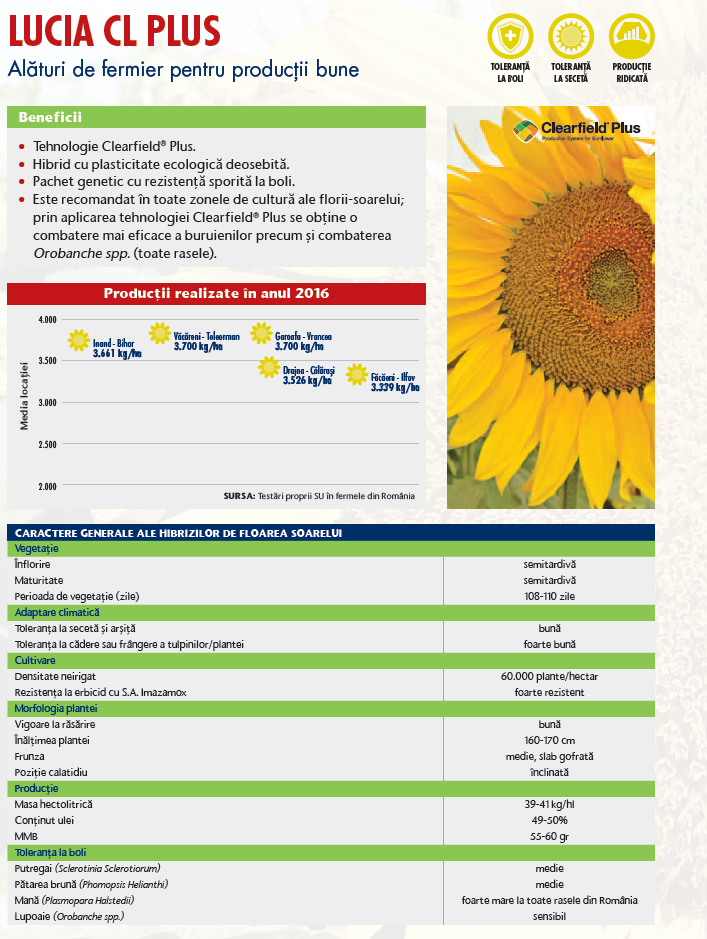 LUCIA CL PLUS
Alături de fermier pentru producții bune
TOLERANȚĂ
LA BOLI
TOLERANȚĂ
LA SECETĂ
PRODUCȚIE
RIDICATĂ
Beneficii
• Tehnologie Clearfield® Plus.
• Hibrid cu plasticitate ecologică deosebită.
• Pachet genetic cu rezistență sporită la boli.
• Este recomandat în toate zonele de cultură ale florii-soarelui;
prin aplicarea tehnologiei Clearfield® Plus se obține o
combatere mai eficace a buruienilor precum și combaterea
Orobanche spp. (toate rasele).
Clearfield® Plus
Production System for Sunflower
Producții realizate în anul 2016
Media locației
4.000
3.500
3.000
2.500
2.000
Inand - Bihor
3.661 kg/ha
Văcăreni - Teleorman
3.700 kg/ha
Garoafa - Vrancea
3.700 kg/ha
Drajna - Călărași
3.526 kg/ha
Făcăeni - Ilfov
3.339 kg/ha
SURSA: Testări proprii SU în fermele din România
CARACTERE GENERALE ALE HIBRIZILOR DE FLOAREA SOARELUI
Vegetație
Înflorire semitardivă
Maturitate semitardivă
Perioada de vegetație (zile) 108-110 zile
Adaptare climatică
Toleranța la secetă și arșiță bună
Toleranța la cădere sau frângere a tulpinilor/plantei foarte bună
Cultivare
Densitate neirigat 60.000 plante/hectar
Rezistența la erbicid cu S.A. Imazamox foarte rezistent
Morfologia plantei
Vigoare la răsărire bună
Înălțimea plantei 160-170 cm
Frunza medie, slab gofrată
Poziție calatidiu înclinată
Producție
Masa hectolitrică 39-41 kg/hl
Conținut ulei 49-50%
MMB 55-60 gr
Toleranța la boli
Putregai (Sclerotinia Sclerotiorum) medie
Pătarea brună (Phomopsis Helianthi) medie
Mană (Plasmopara Halstedii) foarte mare la toate rasele din România
Lupoaie (Orobanche spp.) sensibil